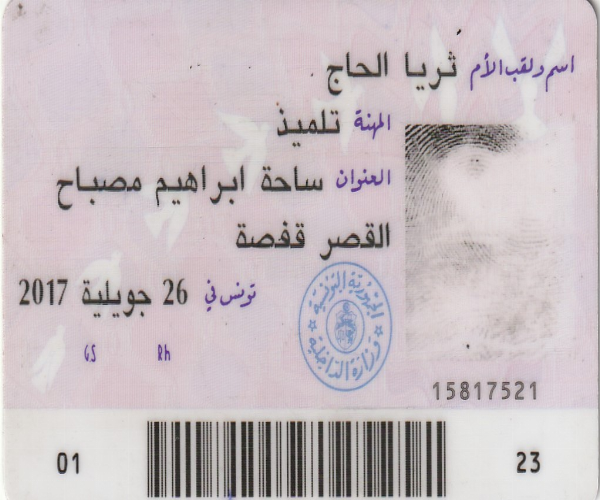 اسم ولقب الأم ثريا الحاج
المهنة تلميذ
العنوان ساحة ابراهيم مصباح
القصر قفصة
تونس في 26 جويلية 2017
GS Rh
الجمهورية التونسية
وزارة الداخلية
15817521
01 23